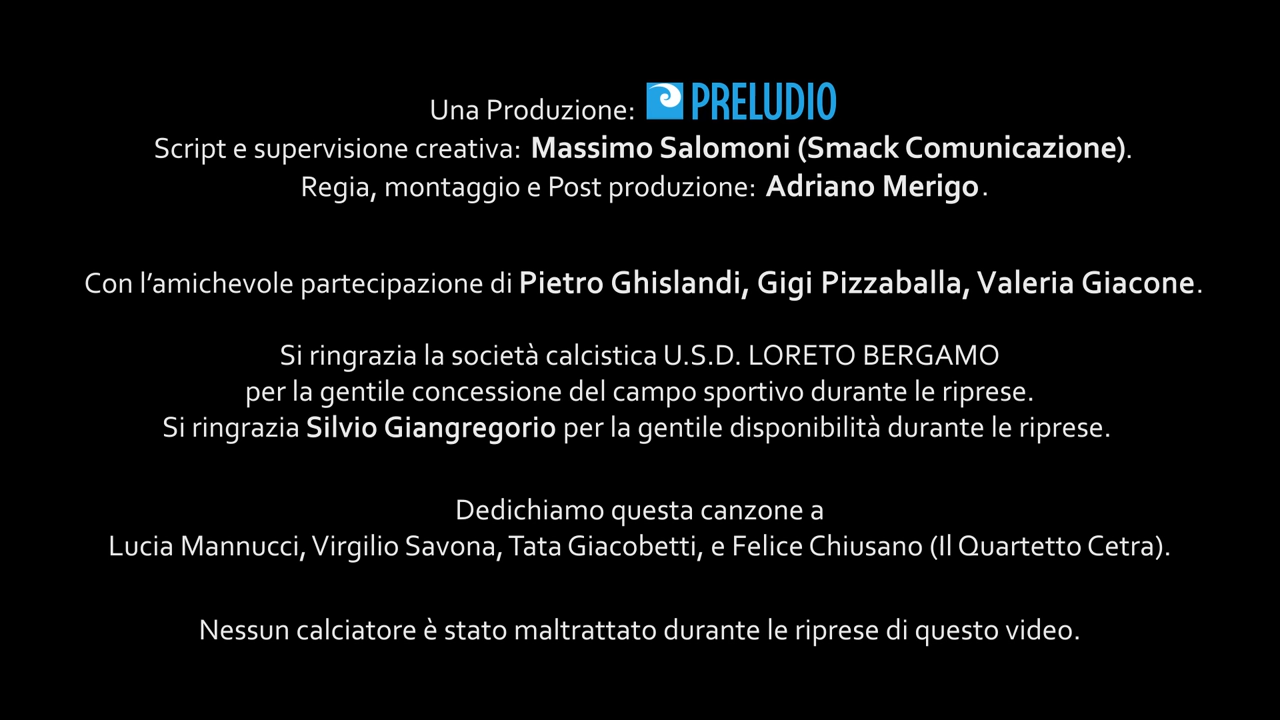 Una Produzione: PRELUDIO
Script e supervisione creativa: Massimo Salomoni (Smack Comunicazione).
Regia, montaggio e Post produzione: Adriano Merigo.
Con l’amichevole partecipazione di Pietro Ghislandi, Gigi Pizzaballa, Valeria Giacone.
Si ringrazia la società calcistica U.S.D. LORETO BERGAMO
per la gentile concessione del campo sportivo durante le riprese.
Si ringrazia Silvio Giangregorio per la gentile disponibilità durante le riprese.
Dedichiamo questa canzone a
Lucia Mannucci, Virgilio Savona, Tata Giacobetti, e Felice Chiusano (Il Quartetto Cetra).
Nessun calciatore è stato maltrattato durante le riprese di questo video.